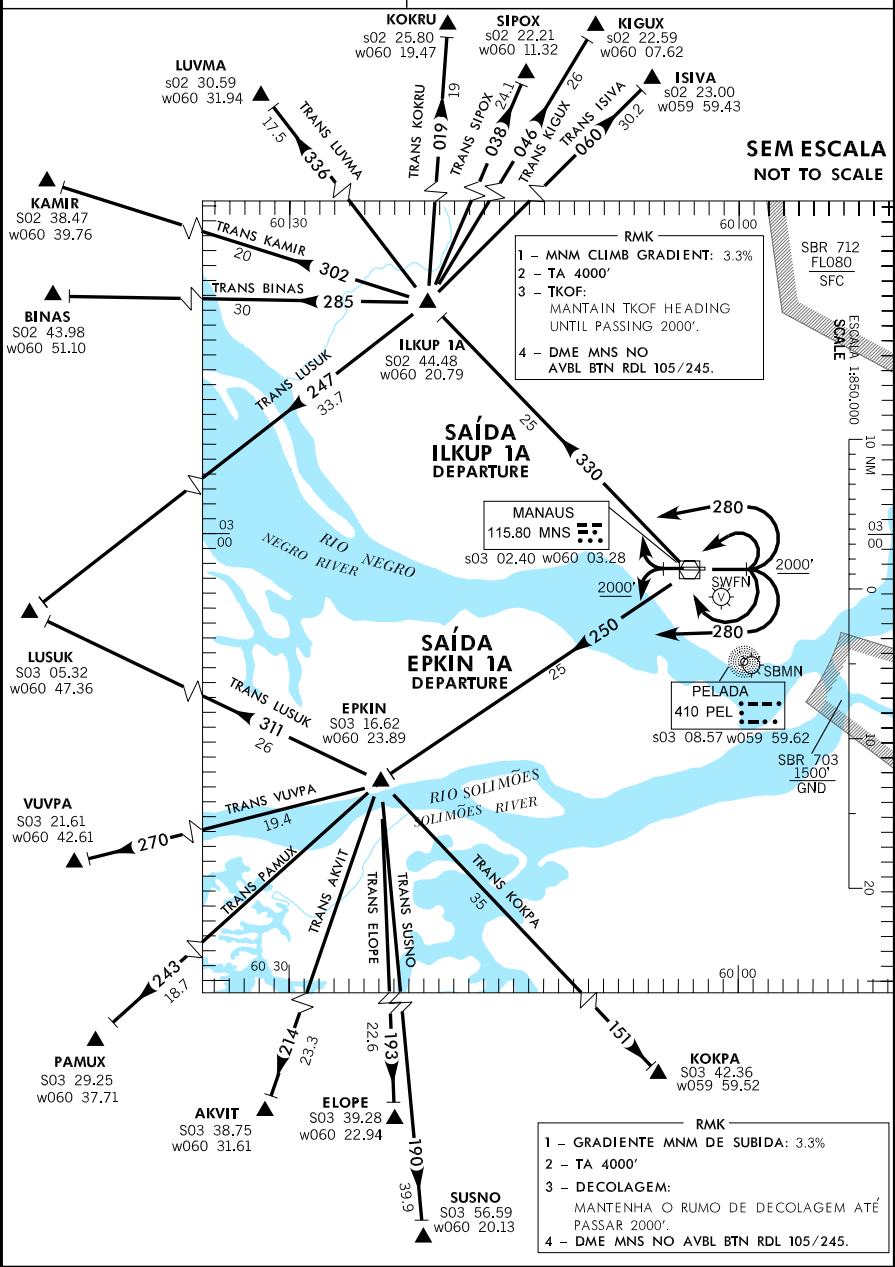 KOKRU
s02 25.80
w060 19.47
SIPOX
s02 22.21
w060 11.32
KIGUX
s02 22.59
w060 07.62
ISIVA
s02 23.00
w059 59.43
LUVMA
s02 30.59
w060 31.94
SEM ESCALA
NOT TO SCALE
TRANS LUVMA
336
17.5
TRANS KOKRU
019
19
TRANS SIPOX
038
24.1
TRANS KIGUX
046
26
TRANS ISIVA
060
30.2
KAMIR
S02 38.47
w060 39.76
TRANS KAMIR
302
20
BINAS
S02 43.98
w060 51.10
TRANS BINAS
285
30
60 30
60 00
RMK
1 - MNM CLIMB GRADIENT: 3.3%
2 - TA 4000'
3 - TKOF:
MANTAIN TKOF HEADING
UNTIL PASSING 2000'.
4 - DME MNS NO
AVBL BTN RDL 105/245.
SBR 712
FL080
SFC
ESCALA 1:850.000
SCALE
10 NM
0
10
20
ILKUP 1A
S02 44.48
w060 20.79
TRANS LUSUK
247
33.7
SAÍDA
ILKUP 1A
DEPARTURE
25
330
MANAUS
115.80 MNS
s03 02.40 w060 03.28
280
2000'
2000'
SWFN
V
280
03
00
03
00
RIO NEGRO
NEGRO RIVER
250
25
SAÍDA
EPKIN 1A
DEPARTURE
SBMN
PELADA
410 PEL
s03 08.57 w059 59.62
SBR 703
1500'
GND
LUSUK
S03 05.32
w060 47.36
TRANS LUSUK
311
26
EPKIN
S03 16.62
w060 23.89
RIO SOLIMÕES
SOLIMÕES RIVER
VUVPA
S03 21.61
w060 42.61
TRANS VUVPA
270
19.4
TRANS PAMUX
243
18.7
TRANS AKVIT
214
23.3
TRANS ELOPE
193
22.6
TRANS SUSNO
190
39.9
TRANS KOKPA
35
151
60 30
60 00
PAMUX
S03 29.25
w060 37.71
AKVIT
S03 38.75
w060 31.61
ELOPE
S03 39.28
w060 22.94
SUSNO
S03 56.59
w060 20.13
KOKPA
S03 42.36
w059 59.52
RMK
1 - GRADIENTE MNM DE SUBIDA: 3.3%
2 - TA 4000'
3 - DECOLAGEM:
MANTENHA O RUMO DE DECOLAGEM ATÉ
PASSAR 2000'.
4 - DME MNS NO AVBL BTN RDL 105/245.